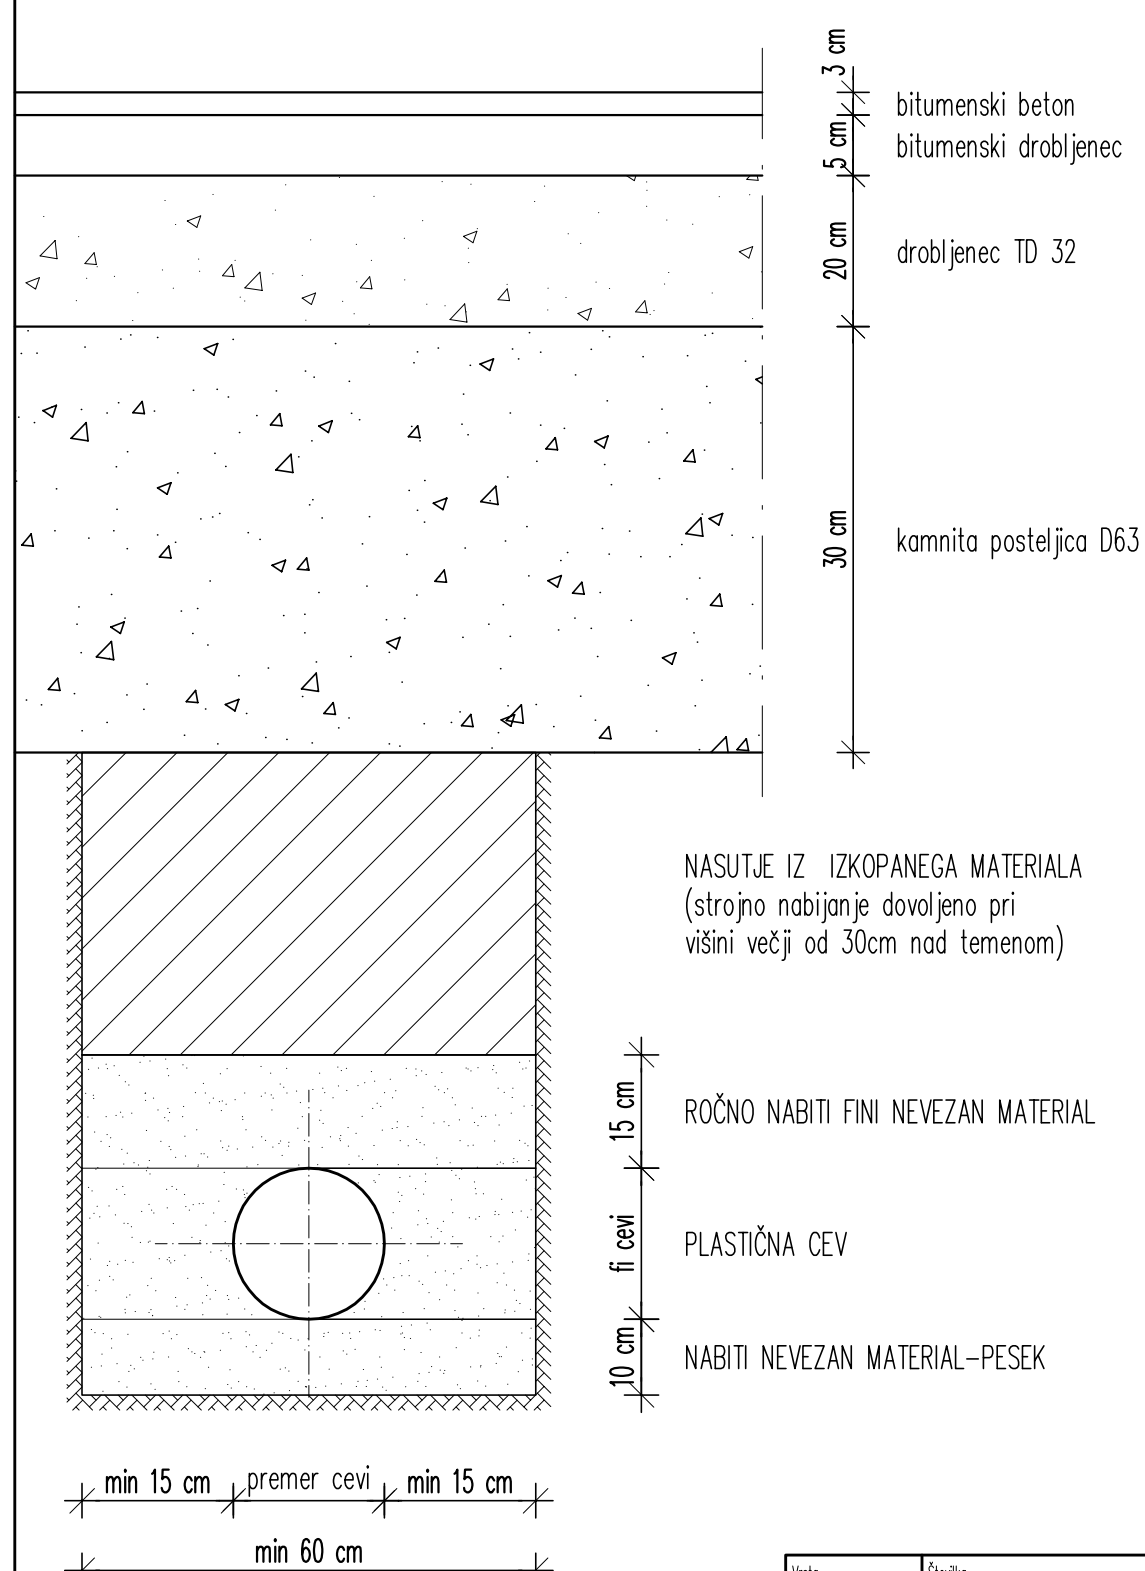 3 cm
bitumenski beton
5 cm
bitumenski drobljenec
20 cm
drobljenec TD 32
30 cm
kamnita posteljica D63
NASUTJE IZ IZKOPANEGA MATERIALA
(strojno nabijanje dovoljeno pri
višini večji od 30cm nad temenom)
15 cm
ROČNO NABITI FINI NEVEZAN MATERIAL
fi cevi
PLASTIČNA CEV
10 cm
NABITI NEVEZAN MATERIAL-PESEK
min 15 cm premer cevi min 15 cm
min 60 cm